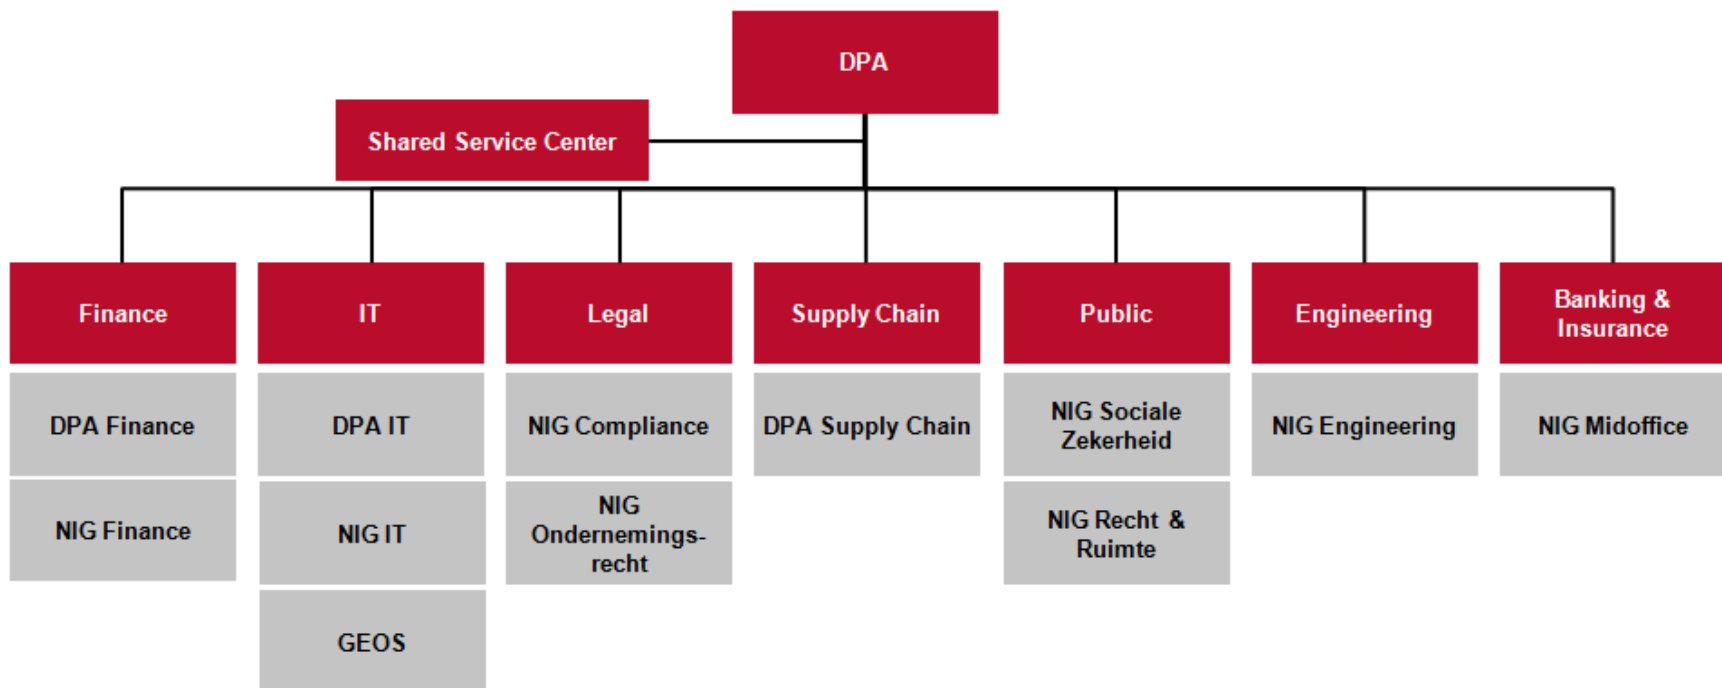 DPA
Shared Service Center
Finance
IT
Legal
Supply Chain
Public
Engineering
Banking &
Insurance
DPA Finance
DPA IT
NIG Compliance
DPA Supply Chain
NIG Sociale
Zekerheid
NIG Engineering
NIG Midoffice
NIG Finance
NIG IT
NIG
Ondernemings-
recht
NIG Recht &
Ruimte
GEOS